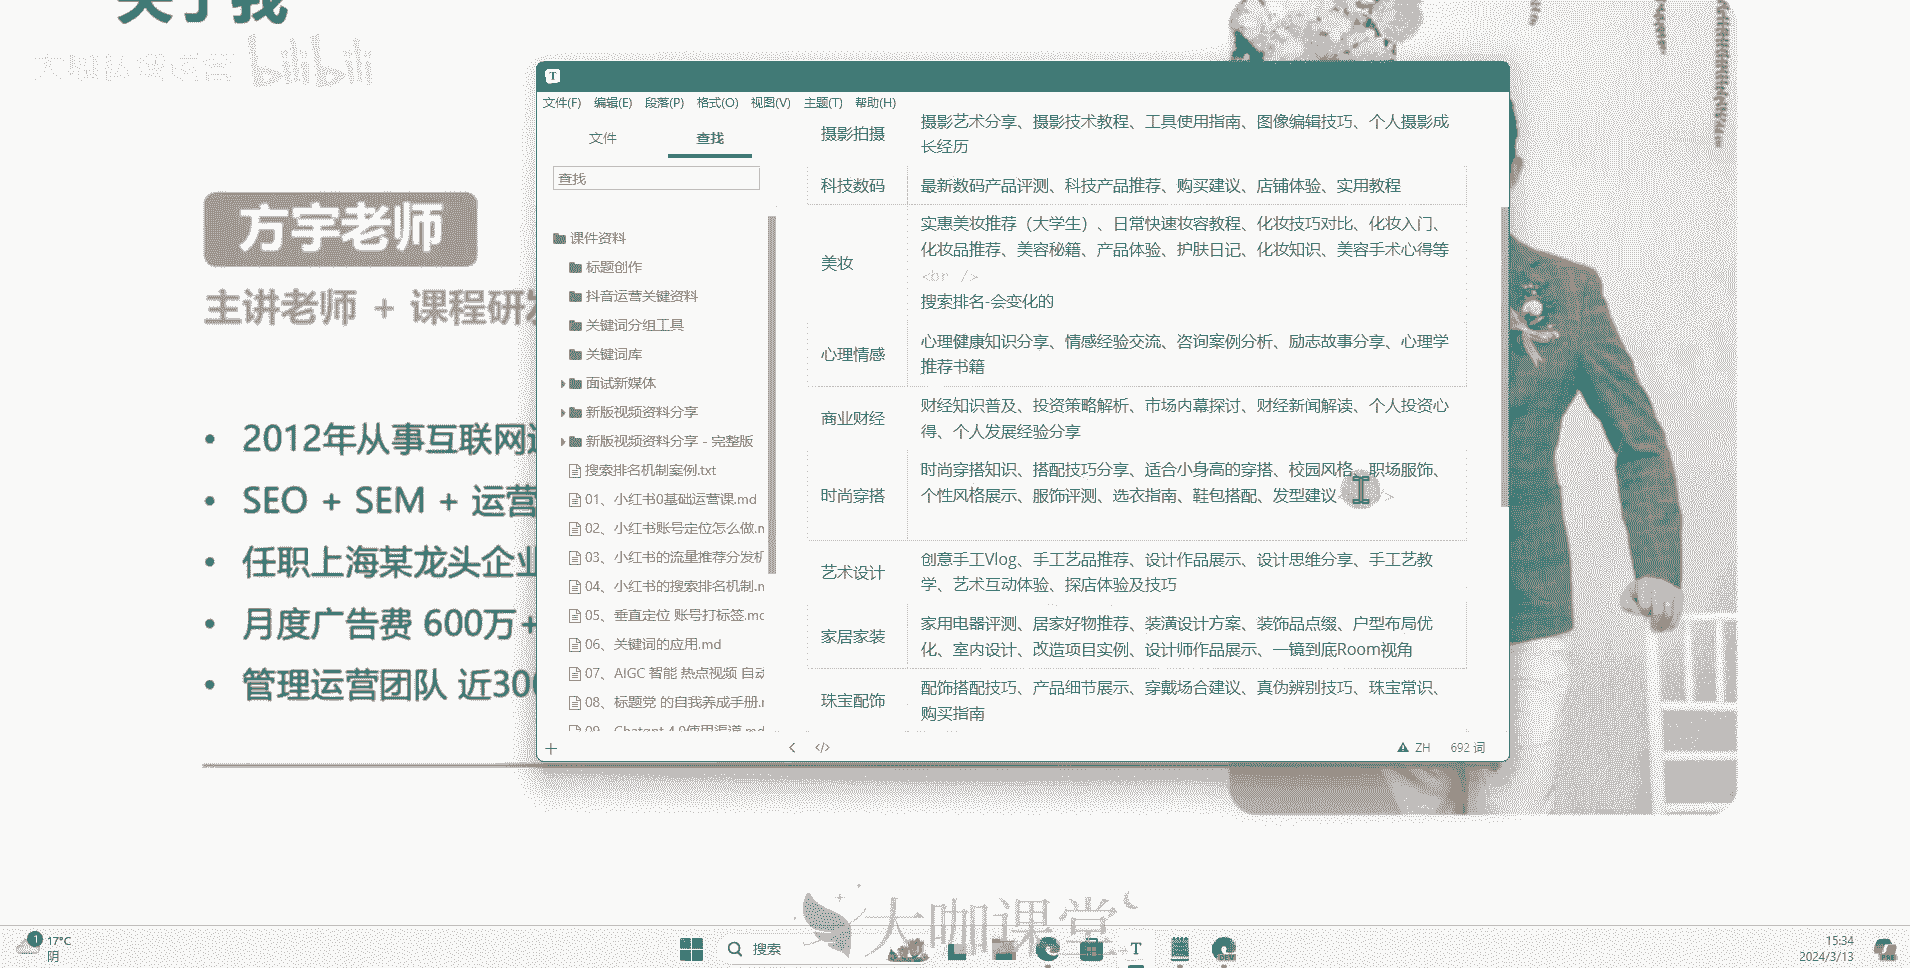 关于我
bilibili
方宇老师
主讲老师 + 课程研发
2012年从事互联网
SEO + SEM + 运营
任职上海某龙头企业
月度广告费 600万+
管理运营团队 近300
T
文件(F) 编辑(E) 段落(P) 格式(O) 视图(V) 主题(T) 帮助(H)
文件 查找
查找
课件资料
标题创作
抖音运营关键资料
关键词分组工具
关键词库
面试新媒体
新版视频资料分享
新版视频资料分享 - 完整版
搜索排名机制案例.txt
01、小红书0基础运营课.md
02、小红书账号定位怎么做.m
03、小红书的流量推荐分发机
04、小红书的搜索排名机制.m
05、垂直定位 账号打标签.mc
06、关键词的应用.md
07、AIGC 智能 热点视频 自动
08、标题党 的自我养成手册.r
09、Chatgpt 4.0使用渠道.md
摄影拍摄
摄影艺术分享、摄影技术教程、工具使用指南、图像编辑技巧、个人摄影成
长经历
科技数码
最新数码产品评测、科技产品推荐、购买建议、店铺体验、实用教程
美妆
实惠美妆推荐（大学生）、日常快速妆容教程、化妆技巧对比、化妆入门、
化妆品推荐、美容秘籍、产品体验、护肤日记、化妆知识、美容手术心得等
<br />
搜索排名-会变化的
心理情感
心理健康知识分享、情感经验交流、咨询案例分析、励志故事分享、心理学
推荐书籍
商业财经
财经知识普及、投资策略解析、市场内幕探讨、财经新闻解读、个人投资心
得、个人发展经验分享
时尚穿搭
时尚穿搭知识、搭配技巧分享、适合小身高的穿搭、校园风格、职场服饰、
个性风格展示、服饰评测、选衣指南、鞋包搭配、发型建议
艺术设计
创意手工Vlog、手工艺品推荐、设计作品展示、设计思维分享、手工艺教
学、艺术互动体验、探店体验及技巧
家居家装
家用电器评测、居家好物推荐、装潢设计方案、装饰品点缀、户型布局优
化、室内设计、改造项目实例、设计师作品展示、一镜到底Room视角
珠宝配饰
配饰搭配技巧、产品细节展示、穿戴场合建议、真伪辨别技巧、珠宝常识、
购买指南
ZH 692 词
大咖课堂
1 17°C
阴
搜索
T
DEV
15:34
2024/3/13